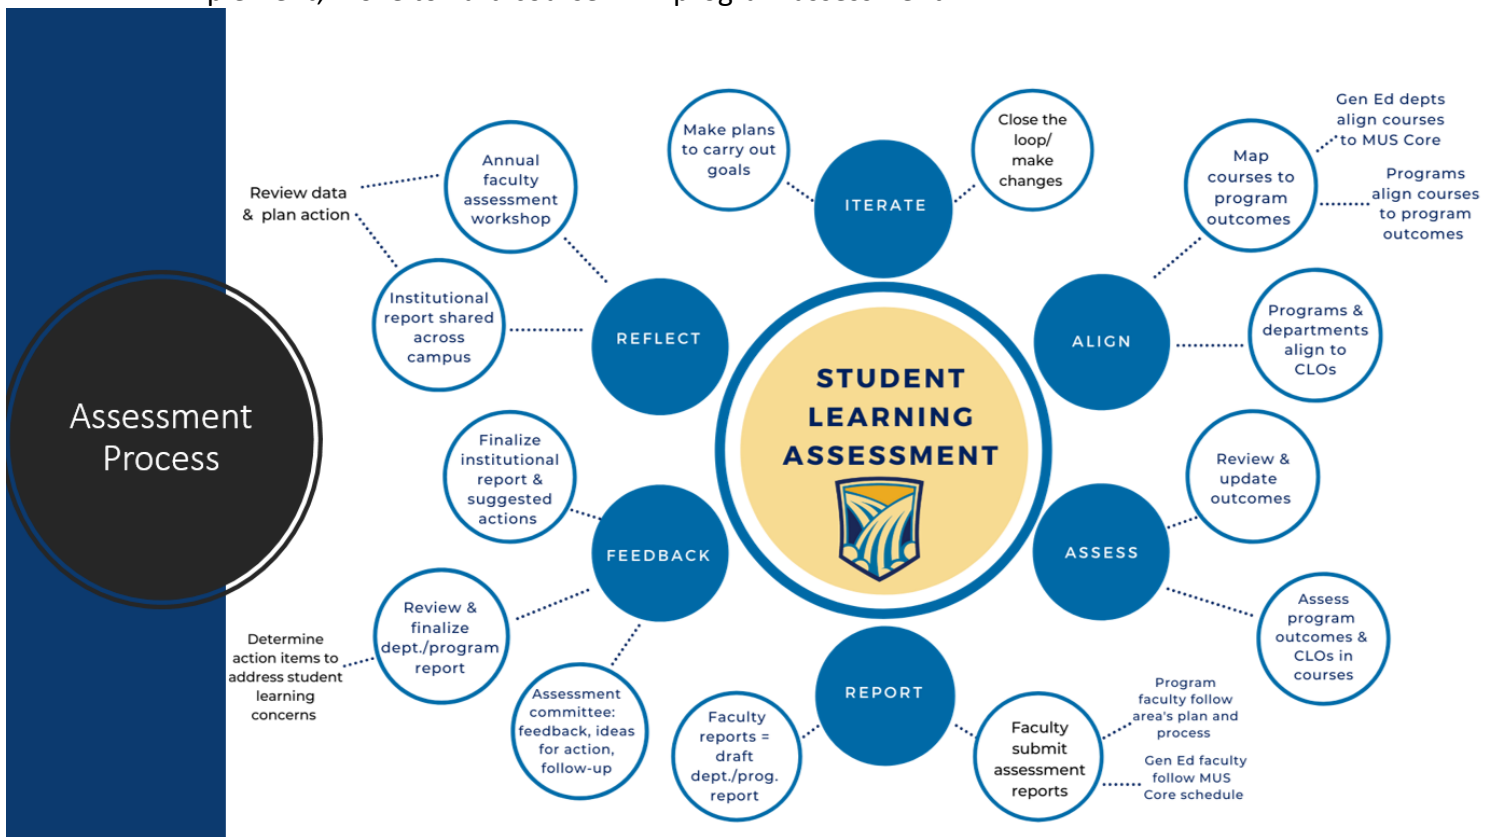 Assessment
Process
STUDENT
LEARNING
ASSESSMENT
ITERATE
Make plans
to carry out
goals
Close the
loop/
make
changes
ALIGN
Map
courses to
program
outcomes
Gen Ed depts
align courses
to MUS Core
Programs
align courses
to program
outcomes
Programs &
departments
align to
CLOs
ASSESS
Review &
update
outcomes
Assess
program
outcomes &
CLOs in
courses
REPORT
Faculty
submit
assessment
reports
Program
faculty follow
area's plan and
process
Gen Ed faculty
follow MUS
Core schedule
Faculty
reports =
draft
dept./prog.
report
FEEDBACK
Assessment
committee:
feedback, ideas
for action,
follow-up
Review &
finalize
dept./program
report
Determine
action items to
address student
learning
concerns
Finalize
institutional
report &
suggested
actions
REFLECT
Institutional
report shared
across
campus
Annual
faculty
assessment
workshop
Review data
& plan action